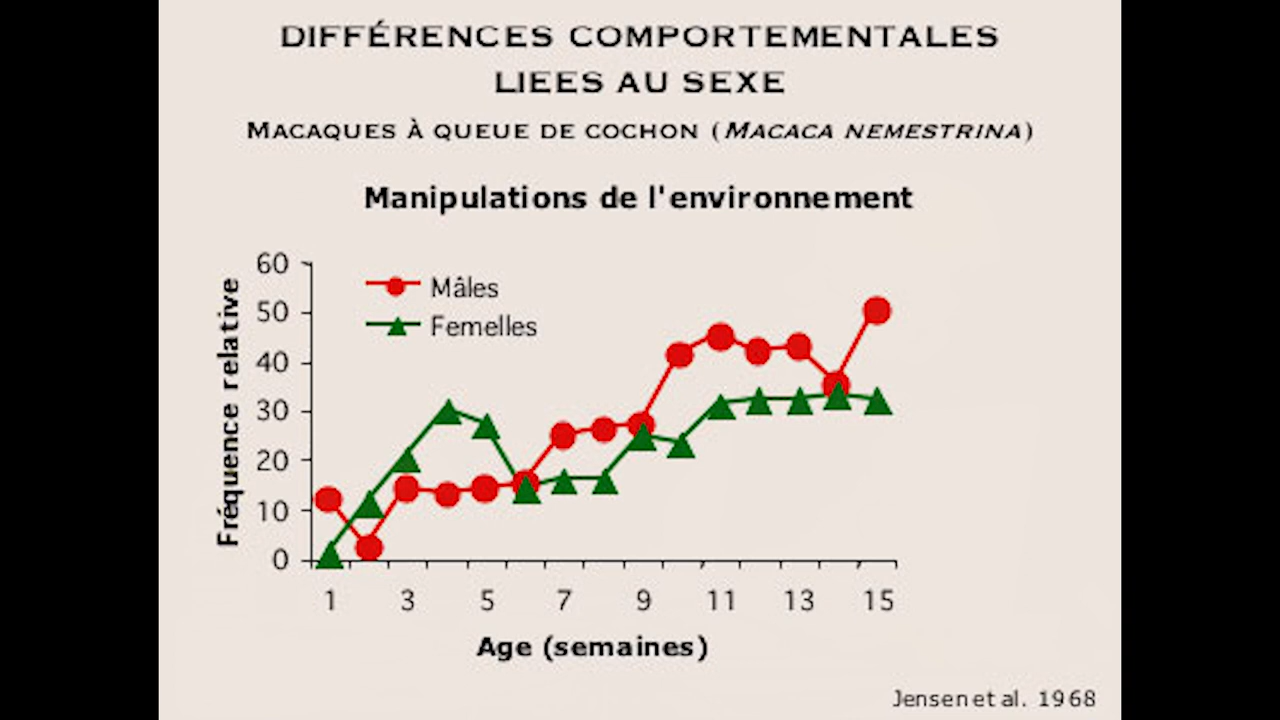 DIFFÉRENCES COMPORTEMENTALES
LIEES AU SEXE
MACAQUES À QUEUE DE COCHON (MACACA NEMESTRINA)
Manipulations de l'environnement
Fréquence relative
60
50
40
30
20
10
0
Mâles
Femelles
1 3 5 7 9 11 13 15
Age (semaines)
Jensen et al. 1968